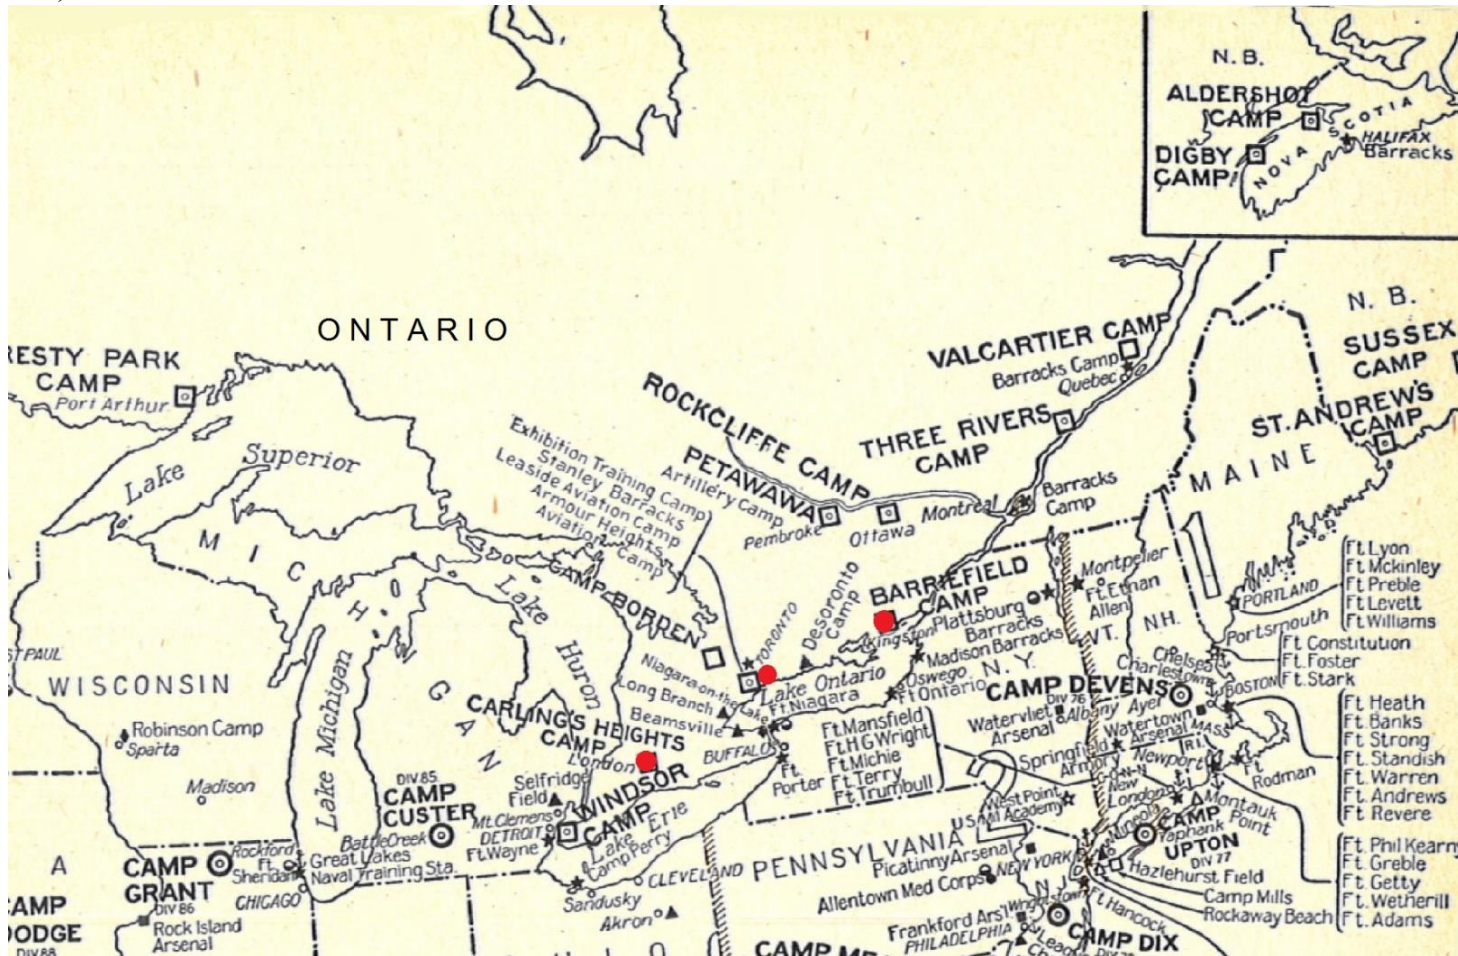 N. B.
ALDERSHOT
CAMP
NOVA SCOTIA
HALIFAX
Barracks
DIGBY
CAMP
N. B.
SUSSEX
CAMP
ST. ANDREW'S
CAMP
MAINE
ONTARIO
RESTY PARK
CAMP
Port Arthur
Lake Superior
VALCARTIER CAMP
Barracks Camp
Quebec
ROCKCLIFFE CAMP
THREE RIVERS
CAMP
PETAWAWA
Artillery Camp
Pembroke
Ottawa
Montreal
Barracks
Camp
Exhibition Training Camp
Stanley Barracks
Leaside Aviation Camp
Armour Heights
Aviation Camp
CAMP BORDEN
TORONTO
Desoronto
Camp
BARRIEFIELD
CAMP
Kingston
Plattsburg
Barracks
Madison Barracks
Montpelier
Ft. Ethan
Allen
VT.
N.H.
PORTLAND
Ft. Lyon
Ft. Mckinley
Ft. Preble
Ft. Levett
Ft. Williams
Portsmouth
Ft. Constitution
Ft. Foster
Ft. Stark
MICHIGAN
Lake Huron
Lake Michigan
ST PAUL
WISCONSIN
Robinson Camp
Sparta
Madison
Niagara-on-the-Lake
Long Branch
Beamsville
BUFFALO
Lake Ontario
Ft. Niagara
Oswego
Ft Ontario
N. Y.
CARLING'S HEIGHTS
CAMP
London
Ft.
Porter
Ft. Mansfield
Ft. H G Wright
Ft. Michie
Ft. Terry
Ft. Trumbull
CAMP DEVENS
DIV 76
Ayer
Albany
Watervliet
Arsenal
Chelsea
Charlestown
BOSTON
Watertown
Arsenal
MASS
Springfield
Armory
CONN
R.I.
Newport
Ft.
Rodman
New
London
Ft. Heath
Ft. Banks
Ft. Strong
Ft. Standish
Ft. Warren
Ft. Andrews
Ft. Revere
Selfridge
Field
Mt. Clemens
DETROIT
Ft. Wayne
WINDSOR
CAMP
Lake Erie
Camp Perry
Sandusky
CLEVELAND
Akron
DIV 85
CAMP
CUSTER
Battle Creek
A
CAMP
GRANT
DIV 86
Rockford
Ft.
Sheridan
Great Lakes
Naval Training Sta.
CHICAGO
Rock Island
Arsenal
CAMP
DODGE
DIV 88
PENNSYLVANIA
West Point
U S Mil Academy
Picatinny Arsenal
NEW YORK
Allentown Med Corps
N. J.
Wrightstown
Frankford Ars'l
PHILADELPHIA
CAMP DIX
Ft Hancock
Mineola
Montauk
Point
CAMP
UPTON
Yaphank
DIV 77
Hazlehurst Field
Camp Mills
Rockaway Beach
Ft. Phil Kearny
Ft. Greble
Ft. Getty
Ft. Wetherill
Ft. Adams